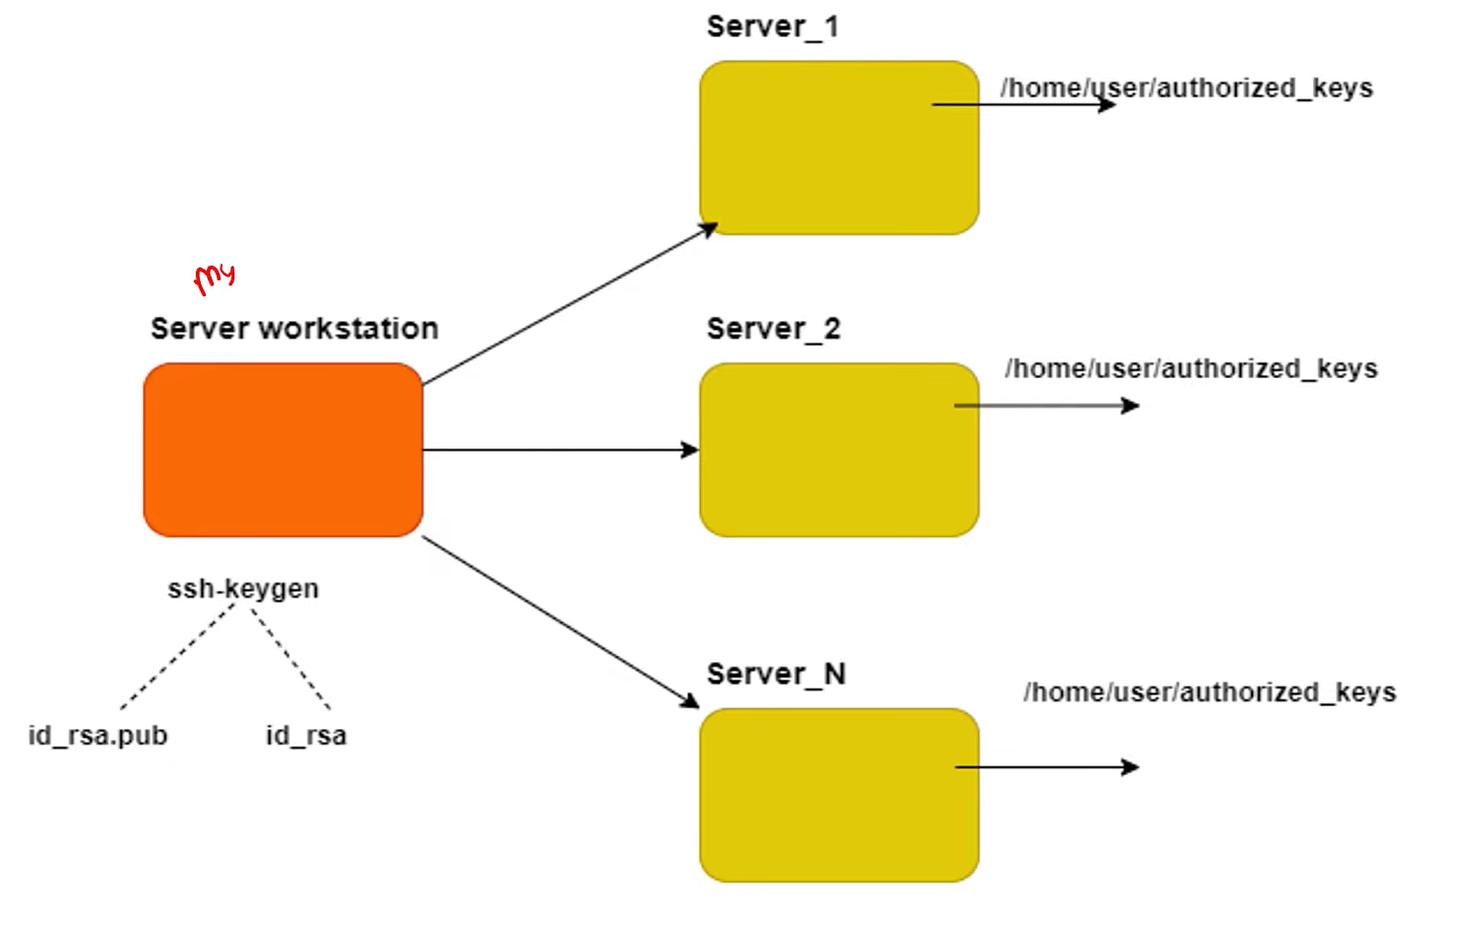 Server_1
/home/user/authorized_keys
my
Server workstation
Server_2
/home/user/authorized_keys
ssh-keygen
id_rsa.pub
id_rsa
Server_N
/home/user/authorized_keys